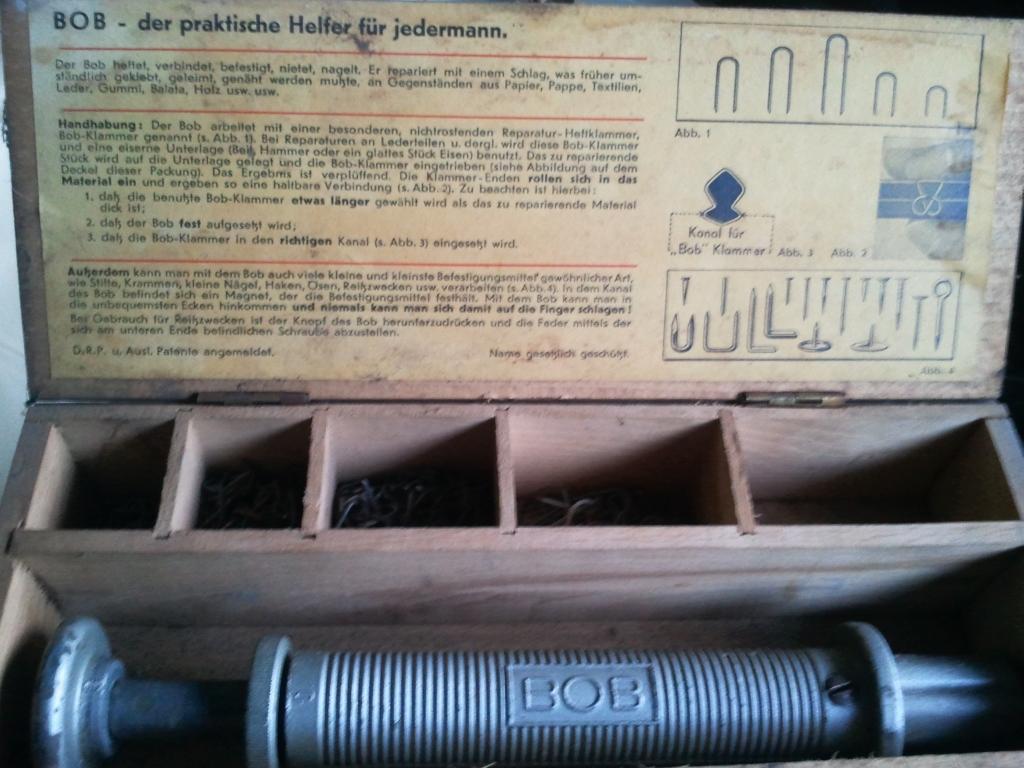 BOB - der praktische Helfer für jedermann.
Der Bob heftet, verbindet, befestigt, nietet, nagelt. Er repariert mit einem Schlag, was früher um-
ständlich geklebt, geleimt, genäht werden mußte, an Gegenständen aus Papier, Pappe, Textilien,
Leder, Gummi, Balata, Holz usw. usw.
Handhabung: Der Bob arbeitet mit einer besonderen, nichtrostenden Reparatur-Heftklammer,
Bob-Klammer genannt (s. Abb. 1). Bei Reparaturen an Lederteilen u. dergl. wird diese Bob-Klammer
und eine eiserne Unterlage (Beil, Hammer oder ein glattes Stück Eisen) benutzt. Das zu reparierende
Stück wird auf die Unterlage gelegt und die Bob-Klammer eingetrieben (siehe Abbildung auf dem
Deckel dieser Packung). Das Ergebnis ist verblüffend. Die Klammer-Enden rollen sich in das
Material ein und ergeben so eine haltbare Verbindung (s. Abb. 2). Zu beachten ist hierbei:
1. daß die benutzte Bob-Klammer etwas länger gewählt wird als das zu reparierende Material
dick ist;
2. daß der Bob fest aufgesetzt wird;
3. daß die Bob-Klammer in den richtigen Kanal (s. Abb. 3) eingesetzt wird.
Außerdem kann man mit dem Bob auch viele kleine und kleinste Befestigungsmittel gewöhnlicher Art,
wie Stifte, Krammen, kleine Nägel, Haken, Ösen, Reißzwecken usw. verarbeiten (s. Abb. 4). In dem Kanal
des Bob befindet sich ein Magnet, der die Befestigungsmittel festhält. Mit dem Bob kann man in
die unbequemsten Ecken hinkommen und niemals kann man sich damit auf die Finger schlagen!
Bei Gebrauch für Reißzwecken ist der Knopf des Bob herunterzudrücken und die Feder mittels der
sich am unteren Ende befindlichen Schraube abzustellen.
D.R.P. u. Ausl. Patente angemeldet. Name gesetzlich geschützt.
Abb. 1
Kanal für
„Bob" Klammer
Abb. 3 Abb. 2
Abb. 4
BOB